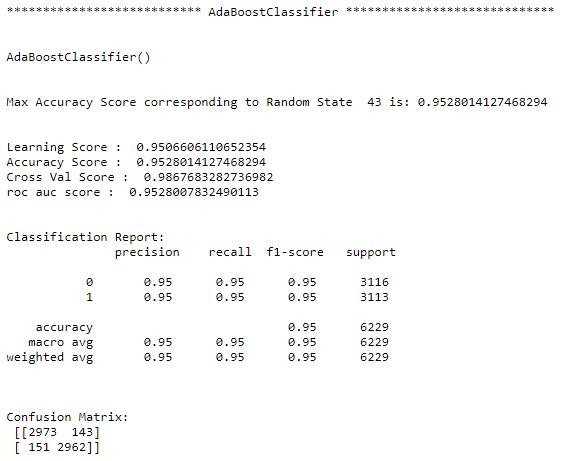 *************************** AdaBoostClassifier *****************************
AdaBoostClassifier()
Max Accuracy Score corresponding to Random State  43 is: 0.9528014127468294
Learning Score :  0.9506606110652354
Accuracy Score :  0.9528014127468294
Cross Val Score :  0.9867683282736982
roc auc score :  0.9528007832490113
Classification Report:
              precision    recall  f1-score   support
           0       0.95      0.95      0.95      3116
           1       0.95      0.95      0.95      3113
    accuracy                           0.95      6229
   macro avg       0.95      0.95      0.95      6229
weighted avg       0.95      0.95      0.95      6229
Confusion Matrix:
 [[2973  143]
 [ 151 2962]]